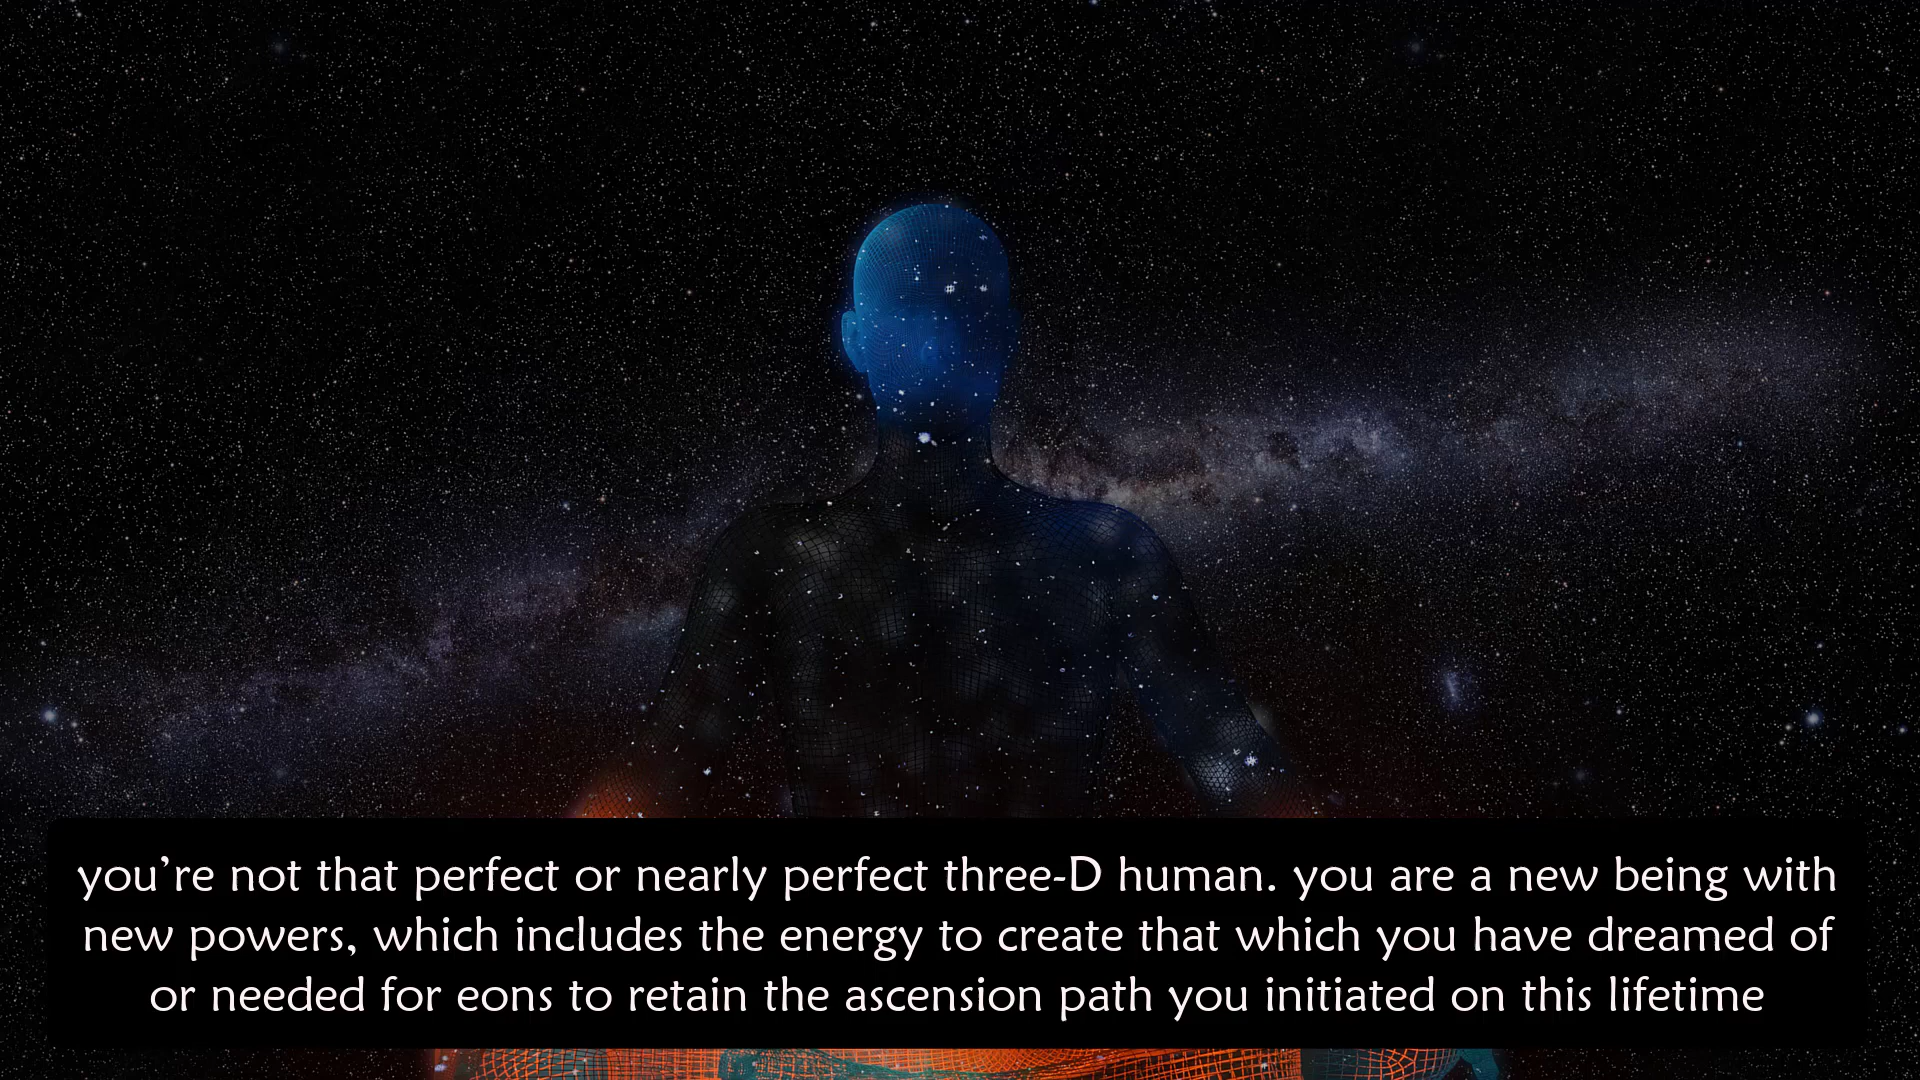 you’re not that perfect or nearly perfect three-D human. you are a new being with
new powers, which includes the energy to create that which you have dreamed of
or needed for eons to retain the ascension path you initiated on this lifetime